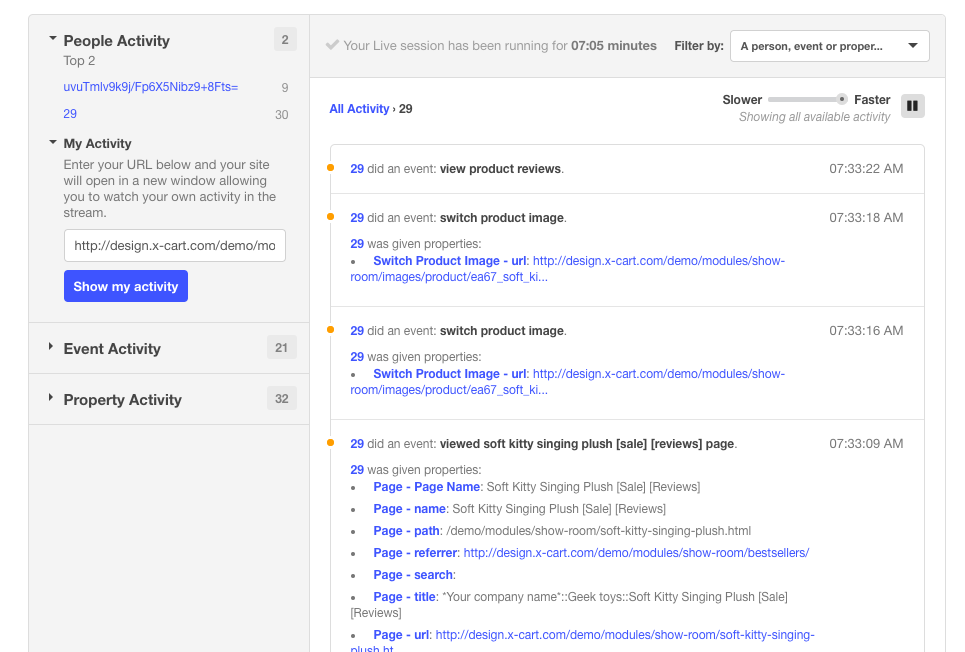 People Activity
2
Top 2
uvuTmlv9k9j/Fp6X5Nibz9+8Fts=
9
29
30
My Activity
Enter your URL below and your site
will open in a new window allowing
you to watch your own activity in the
stream.
http://design.x-cart.com/demo/mo
Show my activity
Event Activity
21
Property Activity
32
Your Live session has been running for 07:05 minutes
Filter by:
A person, event or proper...
All Activity › 29
Slower
Faster
Showing all available activity
29 did an event: view product reviews.
07:33:22 AM
29 did an event: switch product image.
07:33:18 AM
29 was given properties:
• Switch Product Image - url: http://design.x-cart.com/demo/modules/show-
room/images/product/ea67_soft_ki...
29 did an event: switch product image.
07:33:16 AM
29 was given properties:
• Switch Product Image - url: http://design.x-cart.com/demo/modules/show-
room/images/product/ea67_soft_ki...
29 did an event: viewed soft kitty singing plush [sale] [reviews] page.
07:33:09 AM
29 was given properties:
• Page - Page Name: Soft Kitty Singing Plush [Sale] [Reviews]
• Page - name: Soft Kitty Singing Plush [Sale] [Reviews]
• Page - path: /demo/modules/show-room/soft-kitty-singing-plush.html
• Page - referrer: http://design.x-cart.com/demo/modules/show-room/bestsellers/
• Page - search:
• Page - title: *Your company name*::Geek toys::Soft Kitty Singing Plush [Sale]
[Reviews]
• Page - url: http://design.x-cart.com/demo/modules/show-room/soft-kitty-singing-
plush.ht